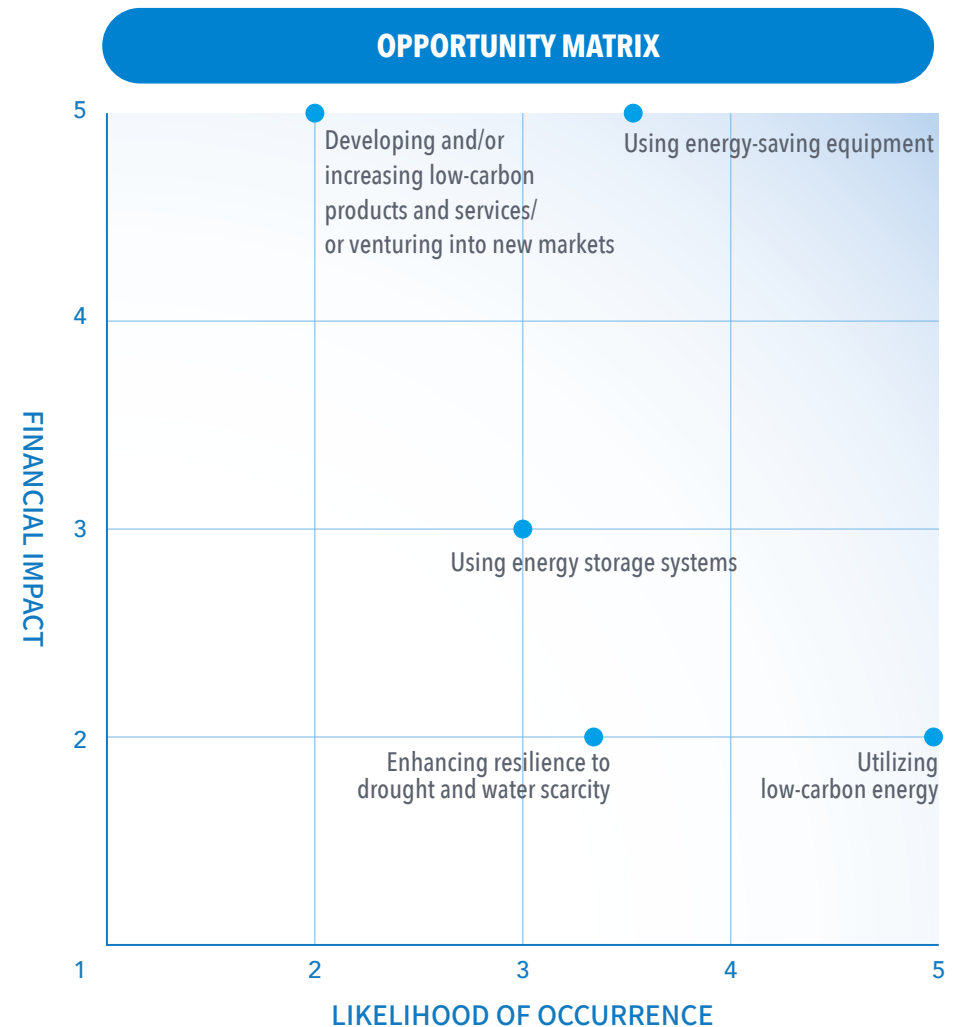 OPPORTUNITY MATRIX
5
Developing and/or
increasing low-carbon
products and services/
or venturing into new markets
Using energy-saving equipment
4
FINANCIAL IMPACT
3
Using energy storage systems
2
Enhancing resilience to
drought and water scarcity
Utilizing
low-carbon energy
1
2
3
4
5
LIKELIHOOD OF OCCURRENCE